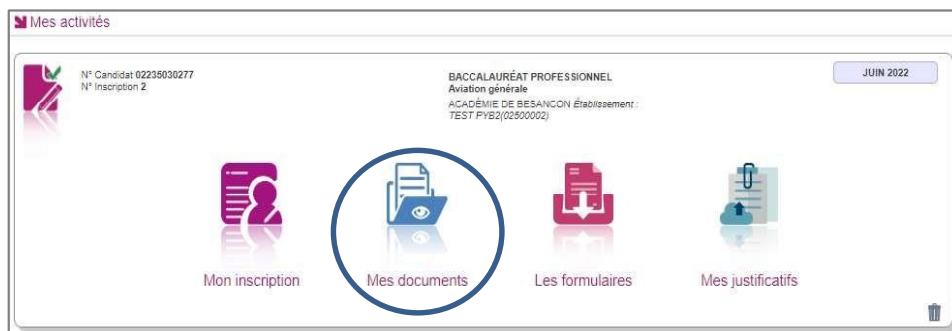 Mes activités
N° Candidat 02235030277
N° Inscription 2
BACCALAURÉAT PROFESSIONNEL
Aviation générale
ACADÉMIE DE BESANCON Établissement :
TEST PYB2(02500002)
JUIN 2022
Mon inscription
Mes documents
Les formulaires
Mes justificatifs